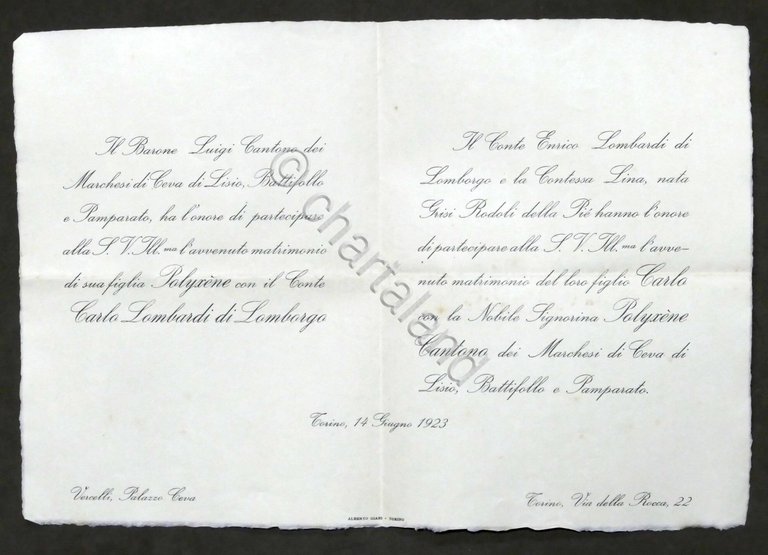 Il Barone Luigi Cantono dei
Marchesi di Ceva di Lisio, Battifollo
e Pamparato, ha l'onore di partecipare
alla S. V. Ill.ma l'avvenuto matrimonio
di sua figlia Polyxène con il Conte
Carlo Lombardi di Lomborgo
Il Conte Enrico Lombardi di
Lomborgo e la Contessa Lina, nata
Grisi Rodoli della Piè hanno l'onore
di partecipare alla S. V. Ill.ma l'avve-
nuto matrimonio del loro figlio Carlo
con la Nobile Signorina Polyxène
Cantono dei Marchesi di Ceva di
Lisio, Battifollo e Pamparato.
Torino, 14 Giugno 1923
Vercelli, Palazzo Ceva
Torino, Via della Rocca, 22
ALBERTO - TORINO
© chartaland